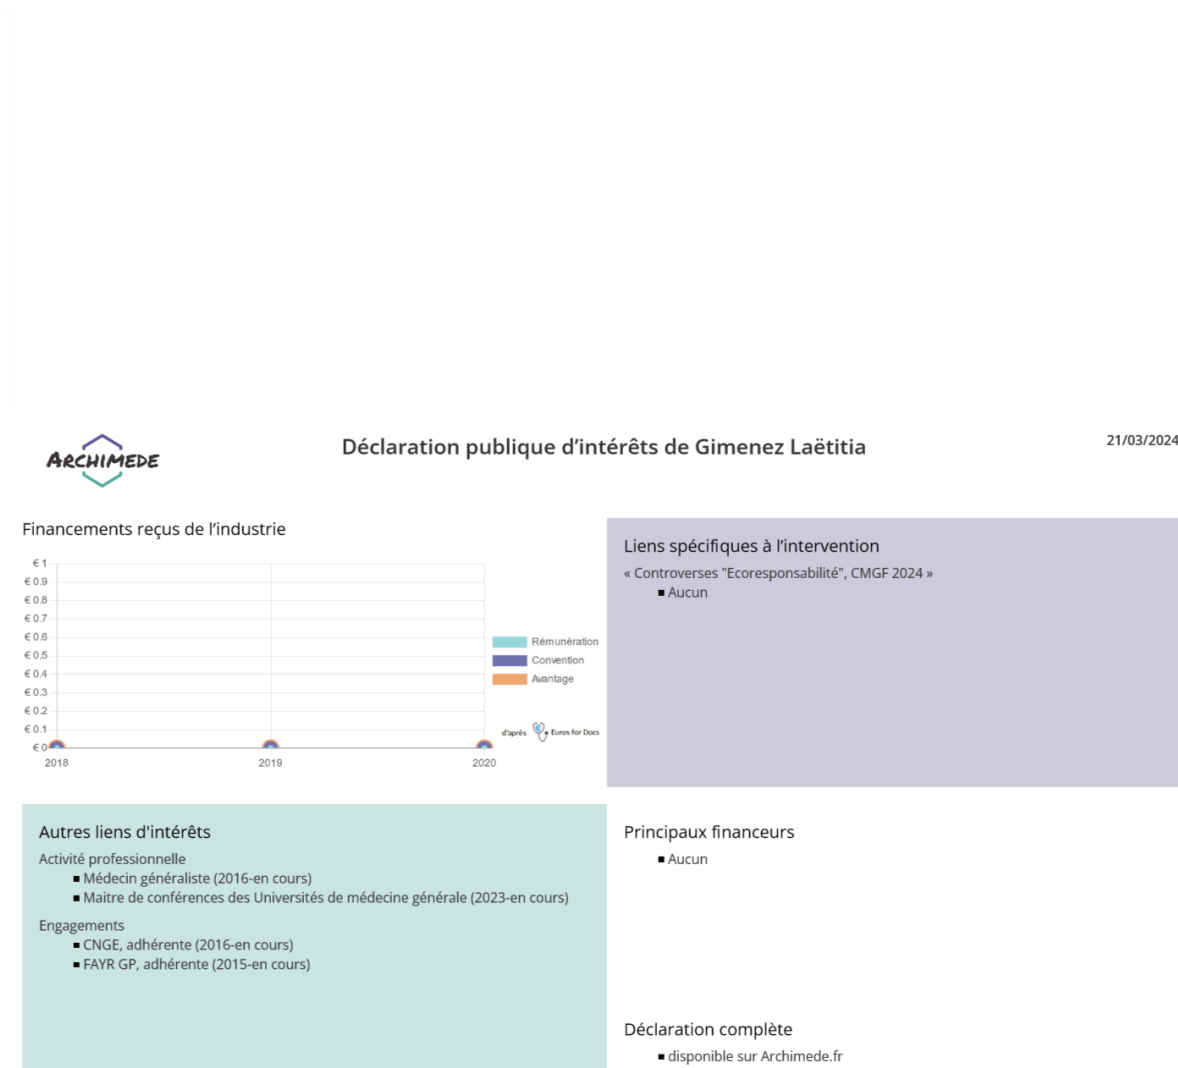 ARCHIMEDE
Déclaration publique d’intérêts de Gimenez Laëtitia
21/03/2024
Financements reçus de l’industrie
€ 1
€ 0.9
€ 0.8
€ 0.7
€ 0.6
€ 0.5
€ 0.4
€ 0.3
€ 0.2
€ 0.1
€ 0
2018
2019
2020
Rémunération
Convention
Avantage
d'après Euros for Docs
Liens spécifiques à l’intervention
« Controverses "Ecoresponsabilité", CMGF 2024 »
▪ Aucun
Autres liens d'intérêts
Activité professionnelle
▪ Médecin généraliste (2016-en cours)
▪ Maitre de conférences des Universités de médecine générale (2023-en cours)
Engagements
▪ CNGE, adhérente (2016-en cours)
▪ FAYR GP, adhérente (2015-en cours)
Principaux financeurs
▪ Aucun
Déclaration complète
▪ disponible sur Archimede.fr